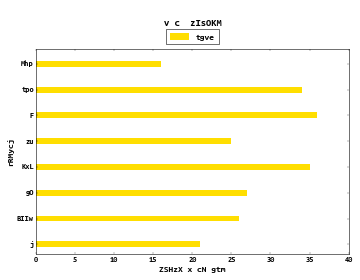 v c  zIsOKM
tgve
Mhp
tpo
F
zu
KxL
gO
BIIw
j
rRMycj
0 5 10 15 20 25 30 35 40
ZSHzX x cN gtm